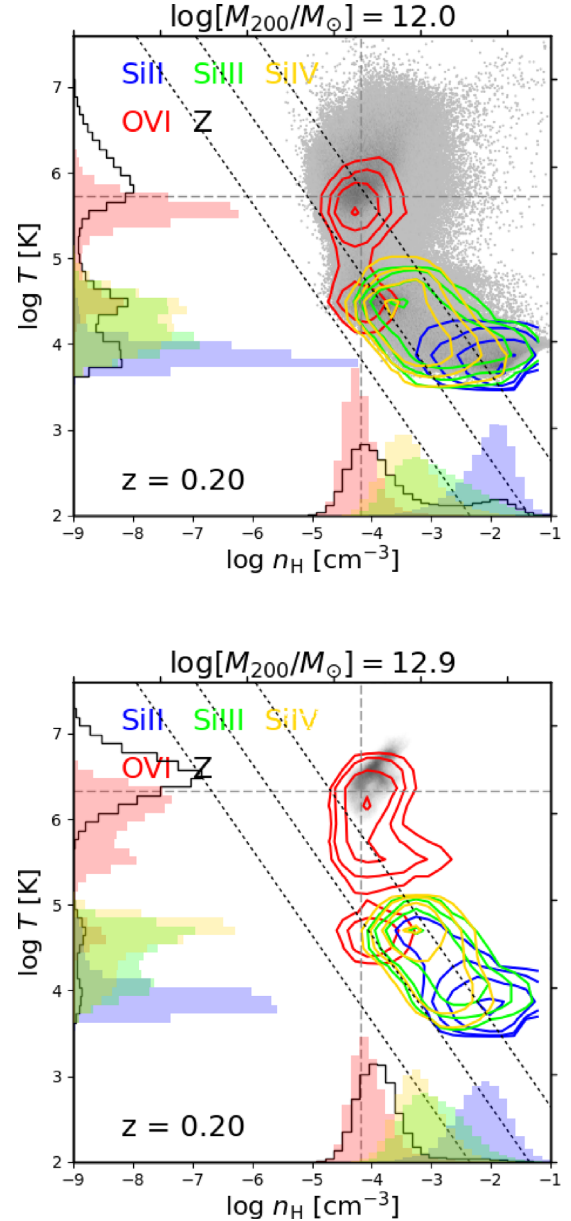 log[M₂₀₀/M☉] = 12.0
SiII SiIII SiIV
OVI Z
z = 0.20
log T [K]
7
6
5
4
3
2
-9 -8 -7 -6 -5 -4 -3 -2 -1
log n_H [cm⁻³]
log[M₂₀₀/M☉] = 12.9
SiII SiIII SiIV
OVI Z
z = 0.20
log T [K]
7
6
5
4
3
2
-9 -8 -7 -6 -5 -4 -3 -2 -1
log n_H [cm⁻³]